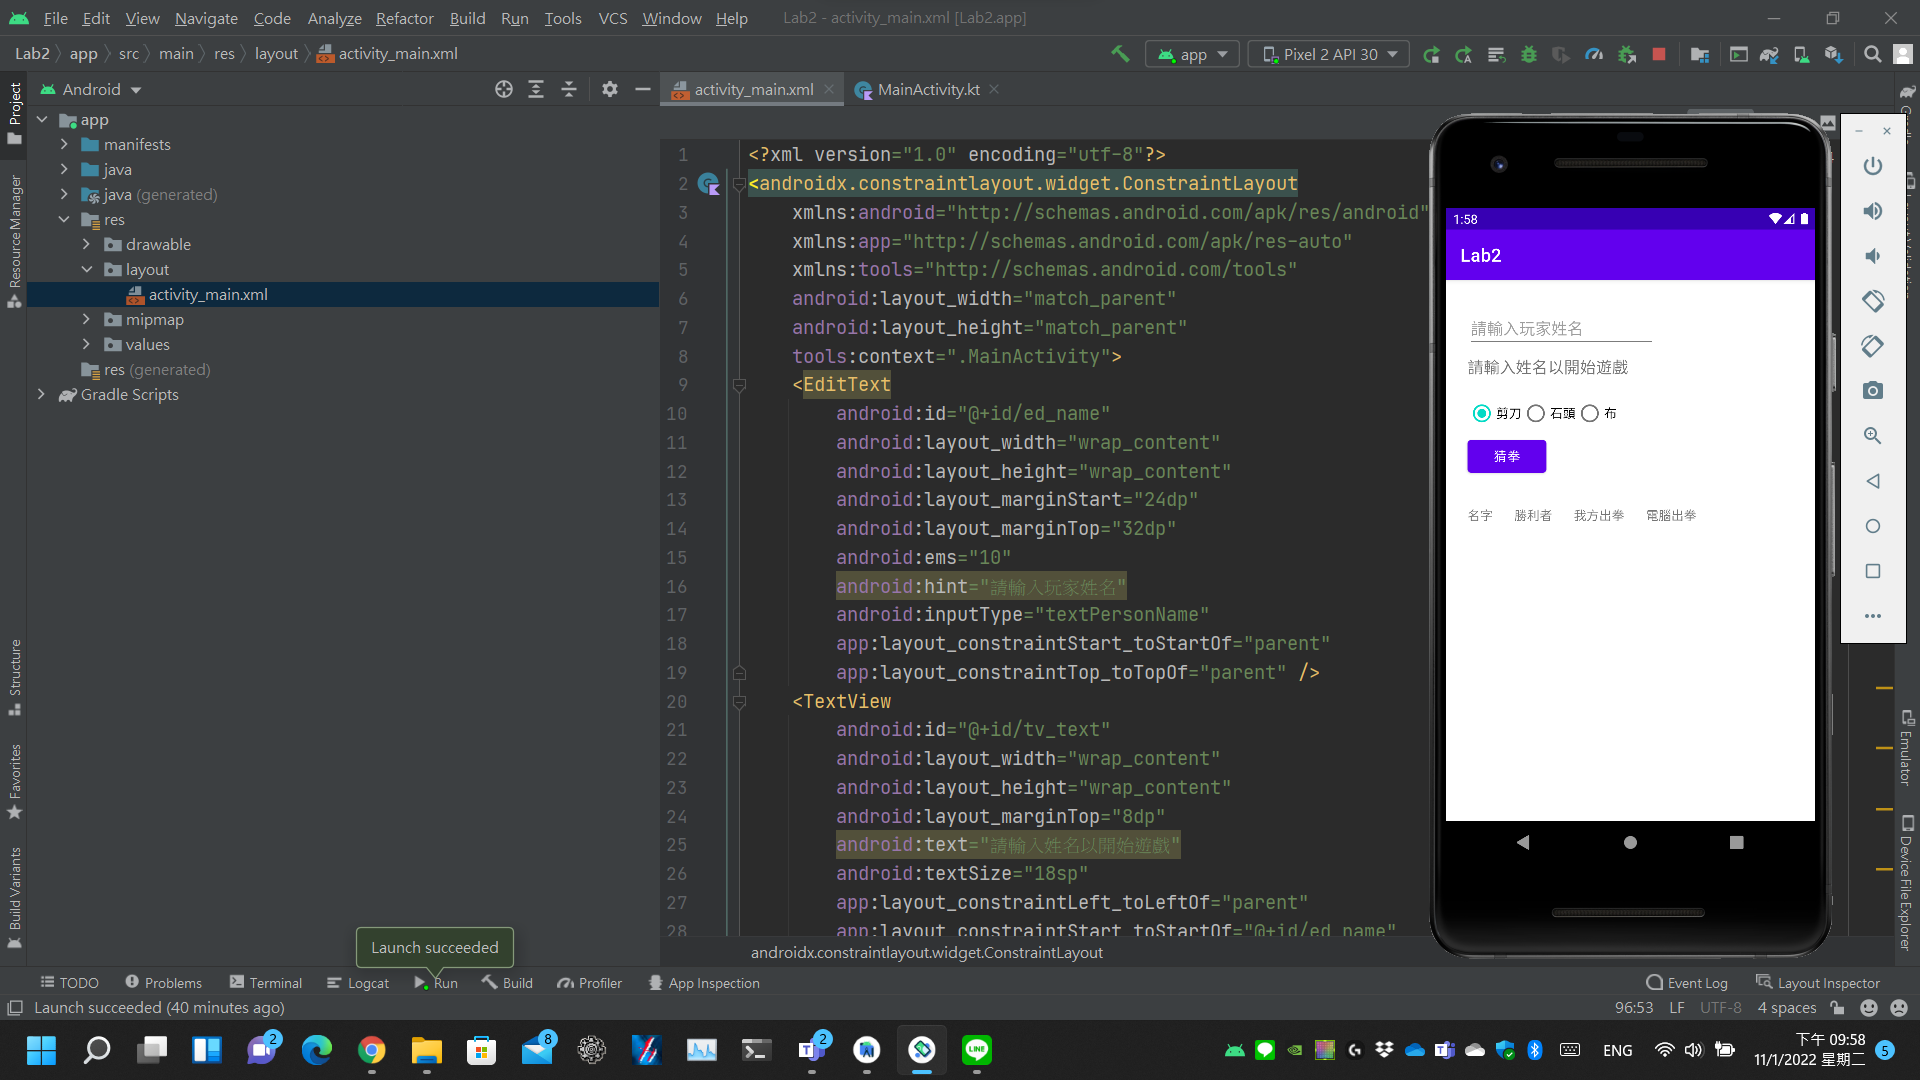 File Edit View Navigate Code Analyze Refactor Build Run Tools VCS Window Help Lab2 - activity_main.xml [Lab2.app]
Lab2 app src main res layout activity_main.xml app Pixel 2 API 30
Android
activity_main.xml MainActivity.kt
Project
Resource Manager
Structure
Favorites
Build Variants
app
manifests
java
java (generated)
res
drawable
layout
activity_main.xml
mipmap
values
res (generated)
Gradle Scripts
1 <?xml version="1.0" encoding="utf-8"?>
2 <androidx.constraintlayout.widget.ConstraintLayout
3 xmlns:android="http://schemas.android.com/apk/res/android"
4 xmlns:app="http://schemas.android.com/apk/res-auto"
5 xmlns:tools="http://schemas.android.com/tools"
6 android:layout_width="match_parent"
7 android:layout_height="match_parent"
8 tools:context=".MainActivity">
9 <EditText
10 android:id="@+id/ed_name"
11 android:layout_width="wrap_content"
12 android:layout_height="wrap_content"
13 android:layout_marginStart="24dp"
14 android:layout_marginTop="32dp"
15 android:ems="10"
16 android:hint="請輸入玩家姓名"
17 android:inputType="textPersonName"
18 app:layout_constraintStart_toStartOf="parent"
19 app:layout_constraintTop_toTopOf="parent" />
20 <TextView
21 android:id="@+id/tv_text"
22 android:layout_width="wrap_content"
23 android:layout_height="wrap_content"
24 android:layout_marginTop="8dp"
25 android:text="請輸入姓名以開始遊戲"
26 android:textSize="18sp"
27 app:layout_constraintLeft_toLeftOf="parent"
28 app:layout_constraintStart_toStartOf="@+id/ed_name"
androidx.constraintlayout.widget.ConstraintLayout
1:58
Lab2
請輸入玩家姓名
請輸入姓名以開始遊戲
剪刀 石頭 布
猜拳
名字 勝利者 我方出拳 電腦出拳
Emulator
Device File Explorer
Launch succeeded
TODO Problems Terminal Logcat Run Build Profiler App Inspection Event Log Layout Inspector
Launch succeeded (40 minutes ago) 96:53 LF UTF-8 4 spaces
2 8 2 LINE ENG 下午 09:58
11/1/2022 星期二 5